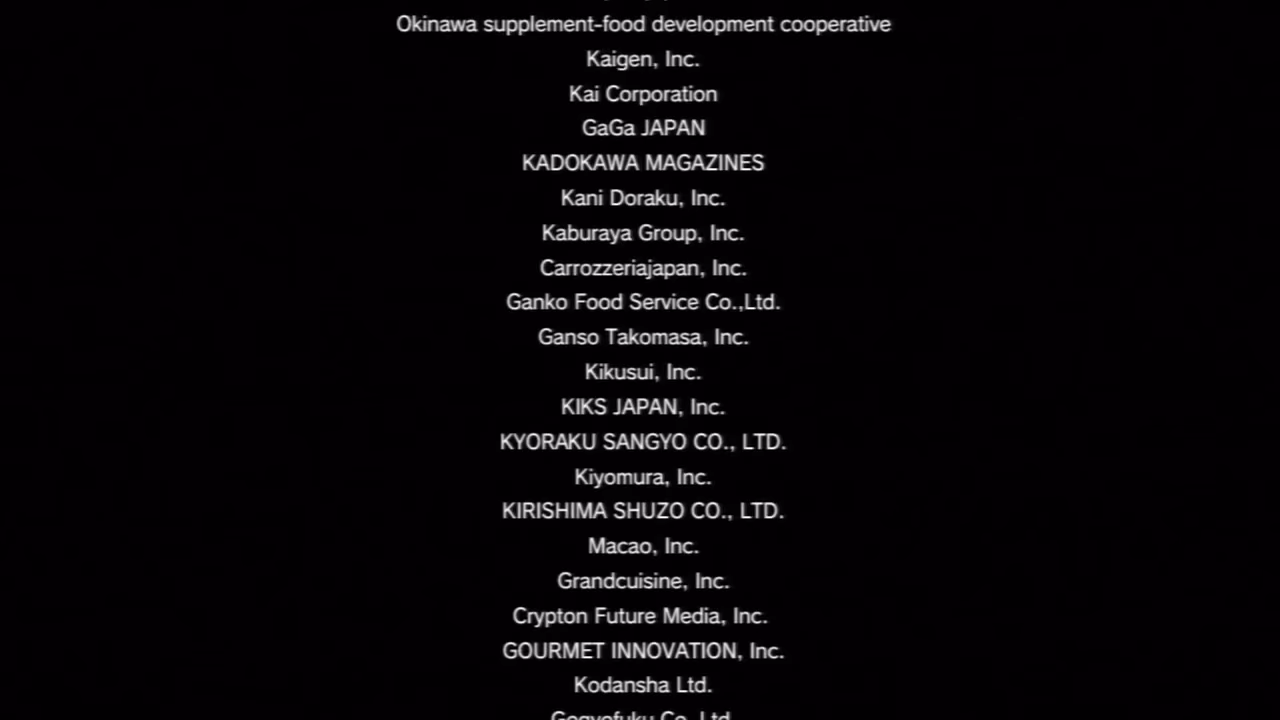 Okinawa supplement-food development cooperative
Kaigen, Inc.
Kai Corporation
GaGa JAPAN
KADOKAWA MAGAZINES
Kani Doraku, Inc.
Kaburaya Group, Inc.
Carrozzeriajapan, Inc.
Ganko Food Service Co.,Ltd.
Ganso Takomasa, Inc.
Kikusui, Inc.
KIKS JAPAN, Inc.
KYORAKU SANGYO CO., LTD.
Kiyomura, Inc.
KIRISHIMA SHUZO CO., LTD.
Macao, Inc.
Grandcuisine, Inc.
Crypton Future Media, Inc.
GOURMET INNOVATION, Inc.
Kodansha Ltd.